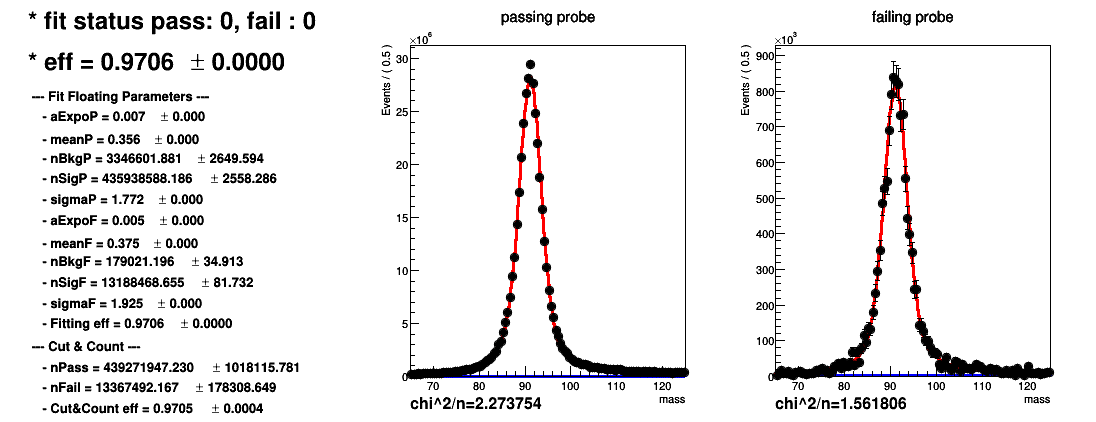 * fit status pass: 0, fail : 0
* eff = 0.9706 ± 0.0000
--- Fit Floating Parameters ---
- aExpoP = 0.007 ± 0.000
- meanP = 0.356 ± 0.000
- nBkgP = 3346601.881 ± 2649.594
- nSigP = 435938588.186 ± 2558.286
- sigmaP = 1.772 ± 0.000
- aExpoF = 0.005 ± 0.000
- meanF = 0.375 ± 0.000
- nBkgF = 179021.196 ± 34.913
- nSigF = 13188468.655 ± 81.732
- sigmaF = 1.925 ± 0.000
- Fitting eff = 0.9706 ± 0.0000
--- Cut & Count ---
- nPass = 439271947.230 ± 1018115.781
- nFail = 13367492.167 ± 178308.649
- Cut&Count eff = 0.9705 ± 0.0004
passing probe
×10⁶
Events / ( 0.5 )
30
25
20
15
10
5
0
70 80 90 100 110 120
mass
chi^2/n=2.273754
failing probe
×10³
Events / ( 0.5 )
900
800
700
600
500
400
300
200
100
0
70 80 90 100 110 120
mass
chi^2/n=1.561806